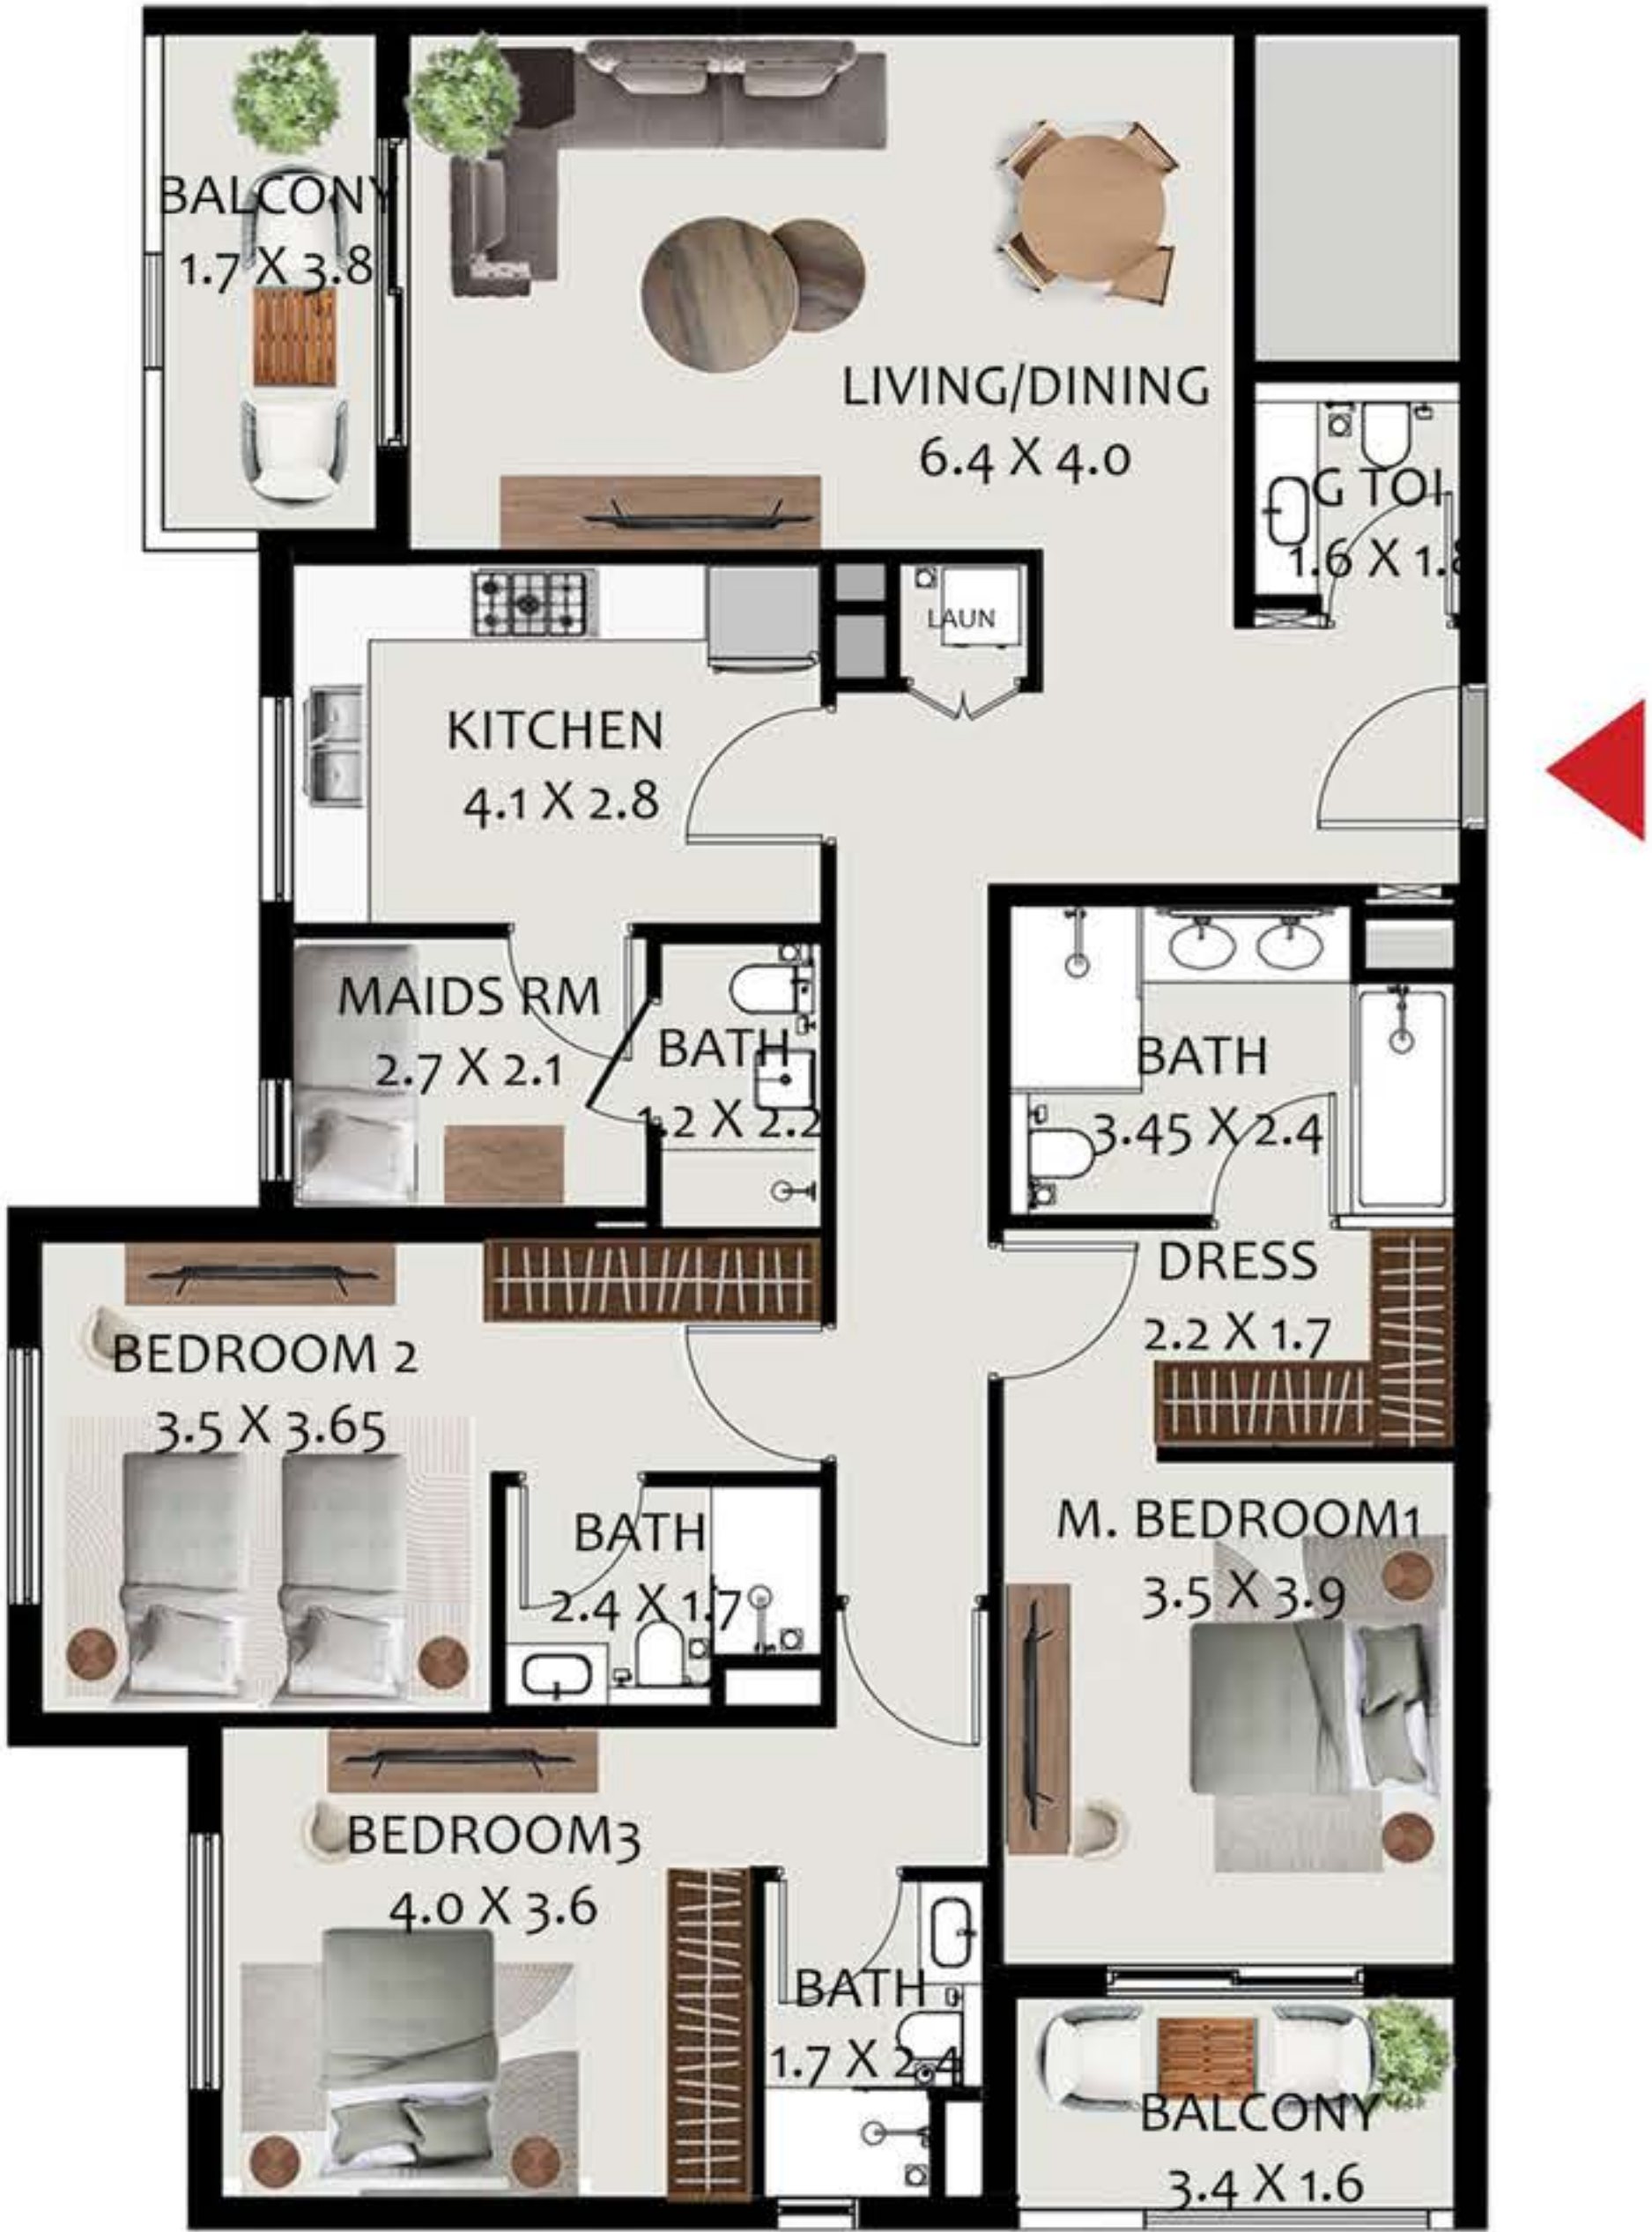 BALCONY
1.7 X 3.8
LIVING/DINING
6.4 X 4.0
G TOI
1.6 X 1.8
LAUN
KITCHEN
4.1 X 2.8
MAIDS RM
2.7 X 2.1
BATH
1.2 X 2.2
BATH
3.45 X 2.4
DRESS
2.2 X 1.7
BEDROOM 2
3.5 X 3.65
BATH
2.4 X 1.7
M. BEDROOM1
3.5 X 3.9
BEDROOM3
4.0 X 3.6
BATH
1.7 X 2.4
BALCONY
3.4 X 1.6